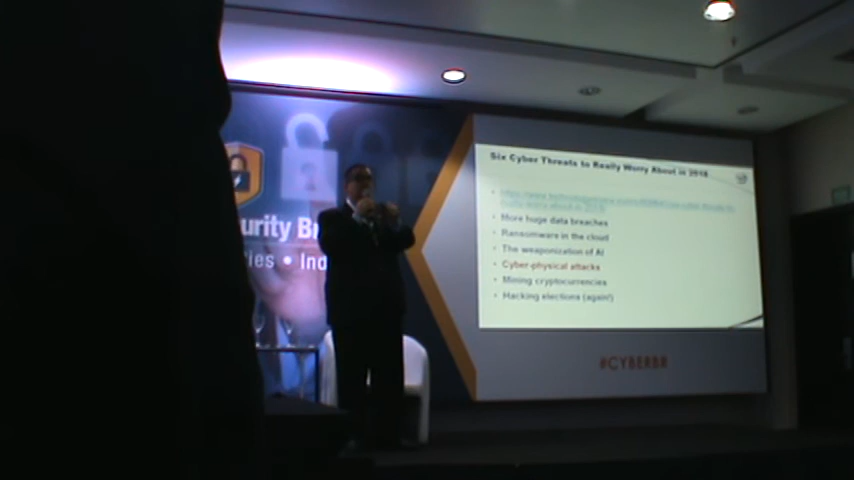 Six Cyber Threats to Really Worry About in 2018
More huge data breaches
Ransomware in the cloud
The weaponization of AI
Cyber-physical attacks
Mining cryptocurrencies
Hacking elections (again!)
urity Br
ies • Ind
#CYBERBR